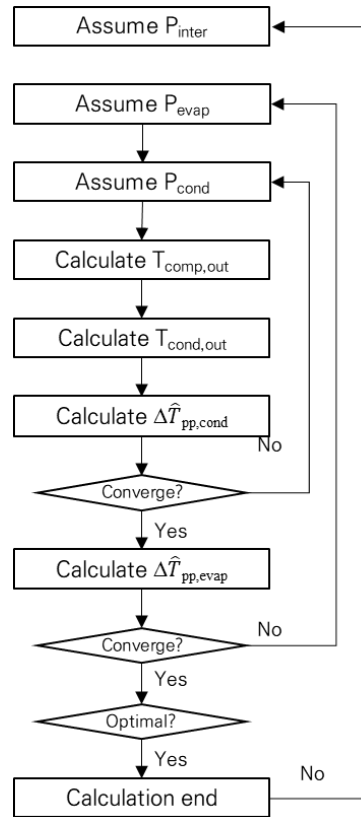 Assume P_inter
Assume P_evap
Assume P_cond
Calculate T_comp,out
Calculate T_cond,out
Calculate ΔT̂_pp,cond
No
Converge?
Yes
Calculate ΔT̂_pp,evap
Converge?
No
Yes
Optimal?
Yes
No
Calculation end